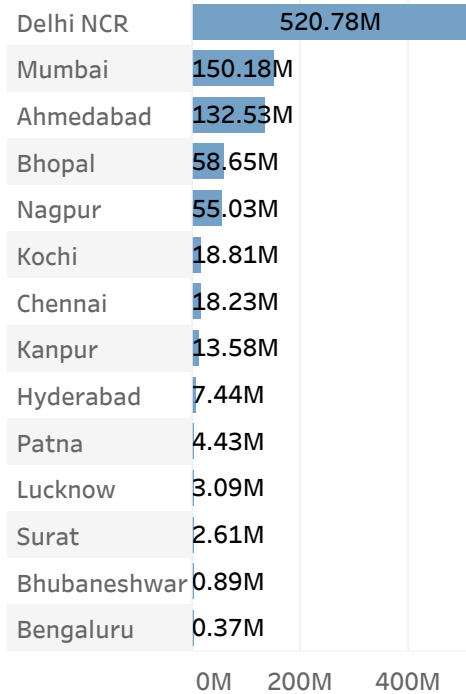 Delhi NCR 520.78M
Mumbai 150.18M
Ahmedabad 132.53M
Bhopal 58.65M
Nagpur 55.03M
Kochi 18.81M
Chennai 18.23M
Kanpur 13.58M
Hyderabad 7.44M
Patna 4.43M
Lucknow 3.09M
Surat 2.61M
Bhubaneshwar 0.89M
Bengaluru 0.37M
0M 200M 400M